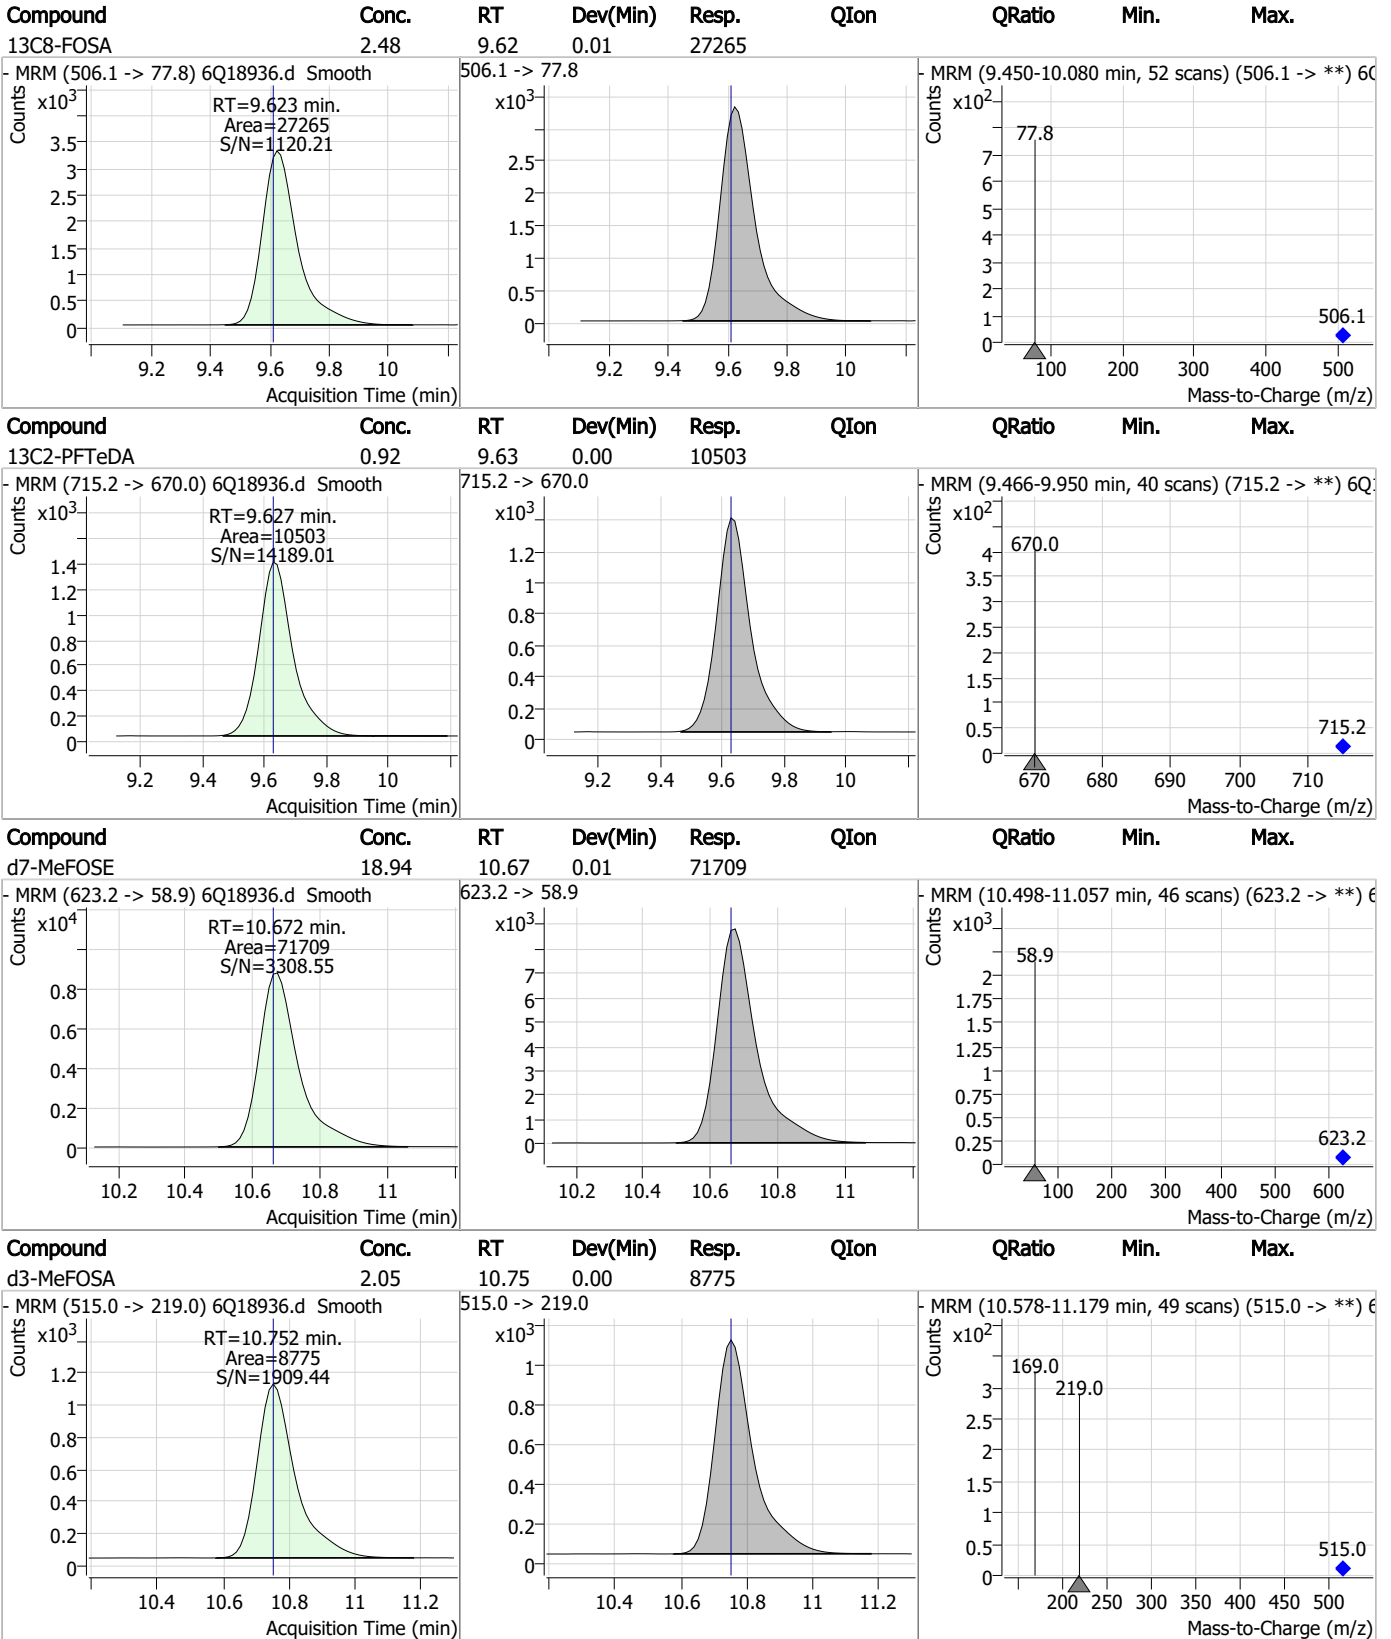 Compound Conc. RT Dev(Min) Resp. QIon QRatio Min. Max.
13C8-FOSA 2.48 9.62 0.01 27265
- MRM (506.1 -> 77.8) 6Q18936.d Smooth
Counts
x10³
RT=9.623 min.
Area=27265
S/N=1120.21
3.5
3
2.5
2
1.5
1
0.5
0
9.2 9.4 9.6 9.8 10
Acquisition Time (min)
506.1 -> 77.8
x10³
2.5
2
1.5
1
0.5
0
9.2 9.4 9.6 9.8 10
- MRM (9.450-10.080 min, 52 scans) (506.1 -> **) 6Q
Counts
x10²
77.8
7
6
5
4
3
2
1
0
506.1
100 200 300 400 500
Mass-to-Charge (m/z)
Compound Conc. RT Dev(Min) Resp. QIon QRatio Min. Max.
13C2-PFTeDA 0.92 9.63 0.00 10503
- MRM (715.2 -> 670.0) 6Q18936.d Smooth
Counts
x10³
RT=9.627 min.
Area=10503
S/N=14189.01
1.4
1.2
1
0.8
0.6
0.4
0.2
0
9.2 9.4 9.6 9.8 10
Acquisition Time (min)
715.2 -> 670.0
x10³
1.2
1
0.8
0.6
0.4
0.2
0
9.2 9.4 9.6 9.8 10
- MRM (9.466-9.950 min, 40 scans) (715.2 -> **) 6Q1
Counts
x10²
670.0
4
3.5
3
2.5
2
1.5
1
0.5
0
715.2
670 680 690 700 710
Mass-to-Charge (m/z)
Compound Conc. RT Dev(Min) Resp. QIon QRatio Min. Max.
d7-MeFOSE 18.94 10.67 0.01 71709
- MRM (623.2 -> 58.9) 6Q18936.d Smooth
Counts
x10⁴
RT=10.672 min.
Area=71709
S/N=3308.55
0.8
0.6
0.4
0.2
0
10.2 10.4 10.6 10.8 11
Acquisition Time (min)
623.2 -> 58.9
x10³
7
6
5
4
3
2
1
0
10.2 10.4 10.6 10.8 11
- MRM (10.498-11.057 min, 46 scans) (623.2 -> **) 6
Counts
x10³
58.9
2
1.75
1.5
1.25
1
0.75
0.5
0.25
0
623.2
100 200 300 400 500 600
Mass-to-Charge (m/z)
Compound Conc. RT Dev(Min) Resp. QIon QRatio Min. Max.
d3-MeFOSA 2.05 10.75 0.00 8775
- MRM (515.0 -> 219.0) 6Q18936.d Smooth
Counts
x10³
RT=10.752 min.
Area=8775
S/N=1909.44
1.2
1
0.8
0.6
0.4
0.2
0
10.4 10.6 10.8 11 11.2
Acquisition Time (min)
515.0 -> 219.0
x10³
1
0.8
0.6
0.4
0.2
0
10.4 10.6 10.8 11 11.2
- MRM (10.578-11.179 min, 49 scans) (515.0 -> **) 6
Counts
x10²
169.0
219.0
3
2.5
2
1.5
1
0.5
0
515.0
200 250 300 350 400 450 500
Mass-to-Charge (m/z)